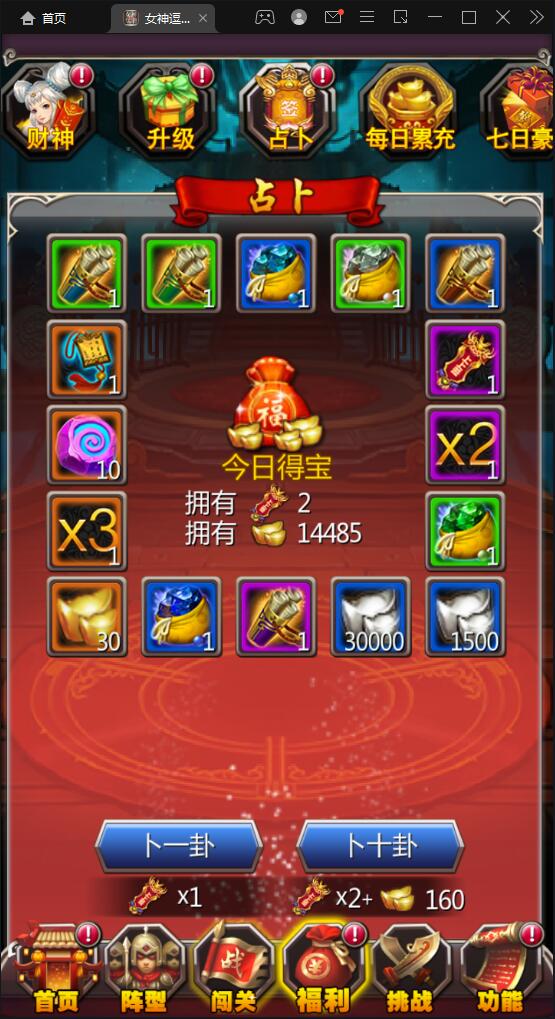 首页
女神逗...
财神
升级
占卜
每日累充
七日豪
占卜
1
1
1
1
1
1
1
10
x2
1
x3
1
1
30
1
1
30000
1500
福
今日得宝
拥有 2
拥有 14485
卜一卦
卜十卦
x1
x2+ 160
首页
阵型
战
闯关
福利
挑战
功能